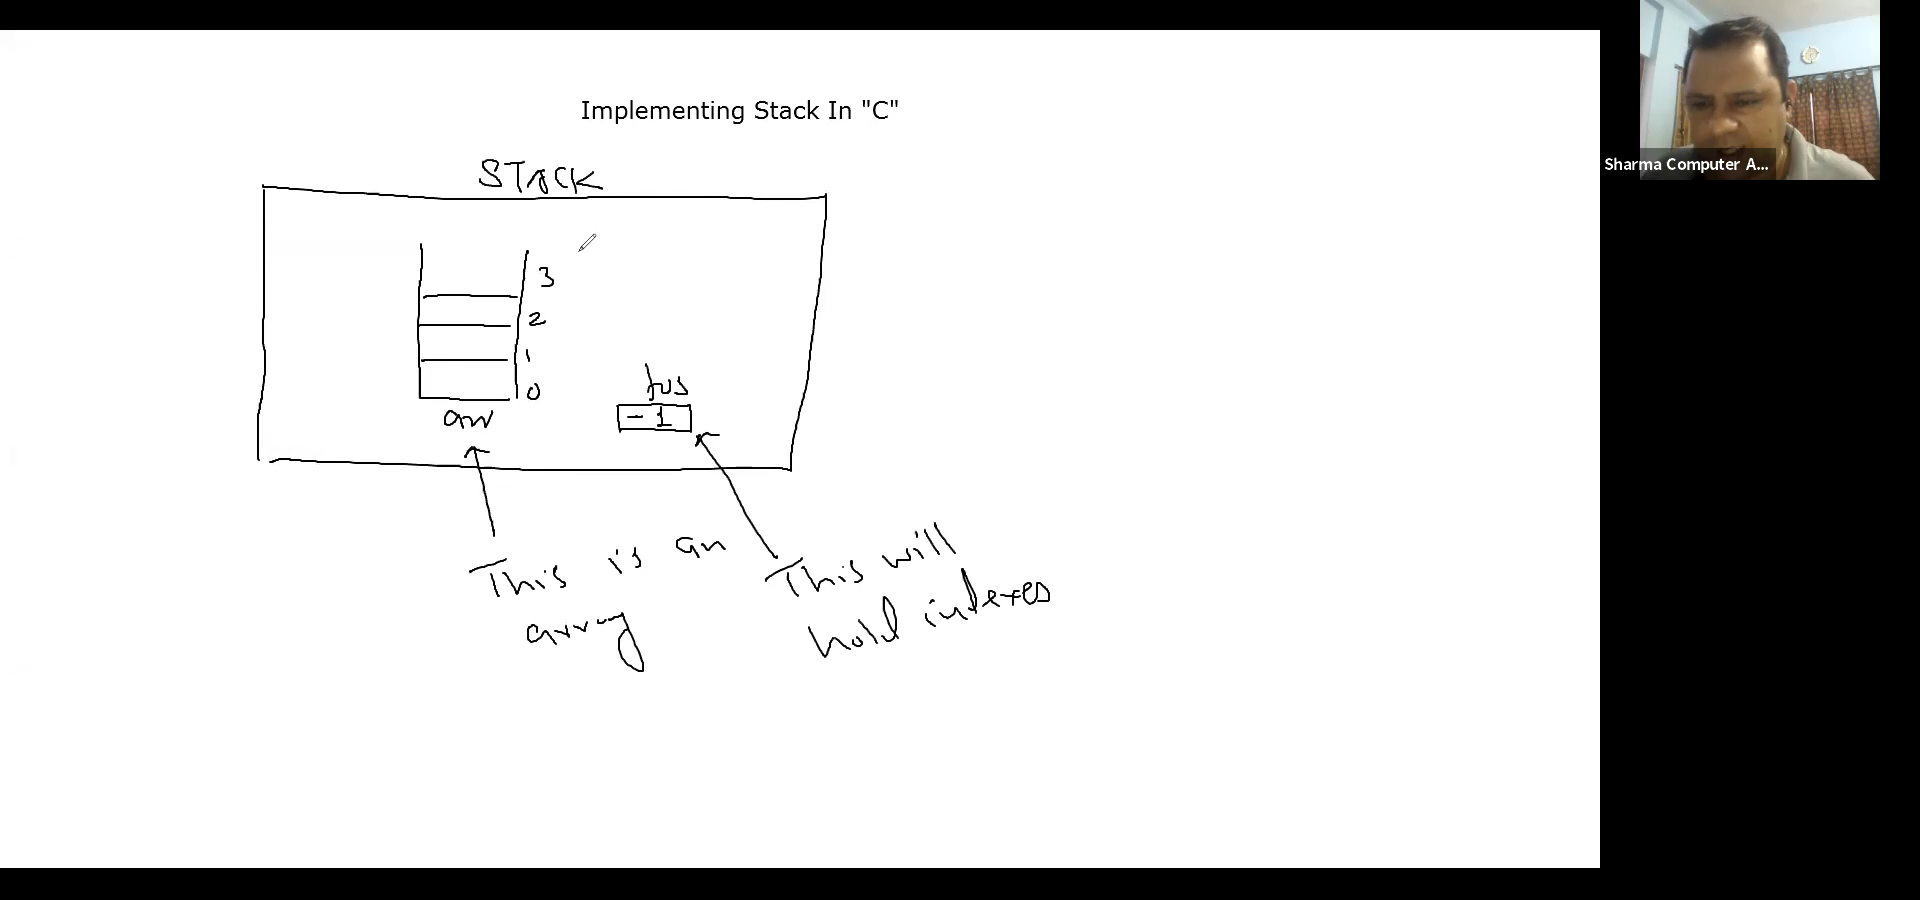 Implementing Stack In "C"
STACK
3
2
1
0
arr
tos
-1
This is an
array
This will
hold indexes
Sharma Computer A...